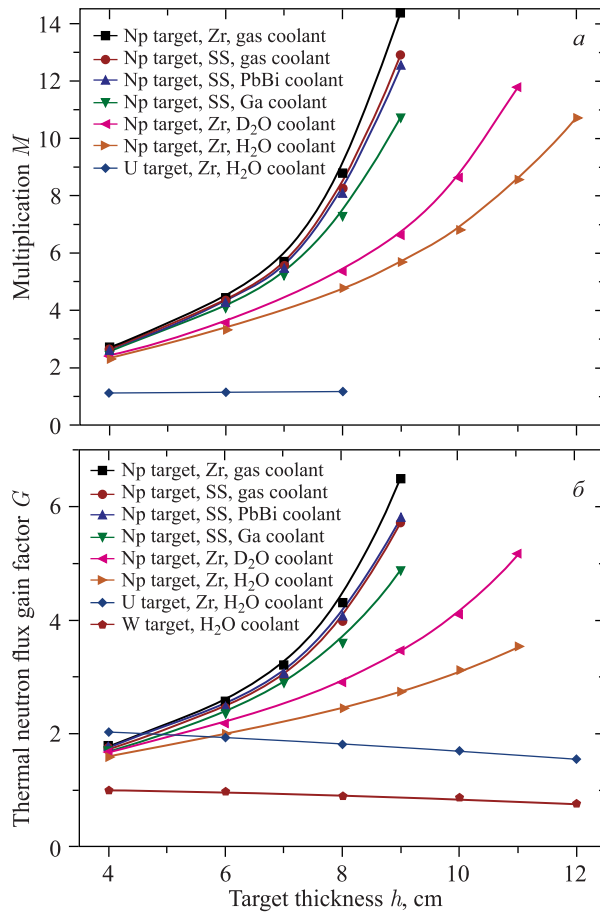 14
12
10
8
6
4
2
0
Multiplication M
a
Np target, Zr, gas coolant
Np target, SS, gas coolant
Np target, SS, PbBi coolant
Np target, SS, Ga coolant
Np target, Zr, D₂O coolant
Np target, Zr, H₂O coolant
U target, Zr, H₂O coolant
6
4
2
0
Thermal neutron flux gain factor G
б
Np target, Zr, gas coolant
Np target, SS, gas coolant
Np target, SS, PbBi coolant
Np target, SS, Ga coolant
Np target, Zr, D₂O coolant
Np target, Zr, H₂O coolant
U target, Zr, H₂O coolant
W target, H₂O coolant
4 6 8 10 12
Target thickness h, cm